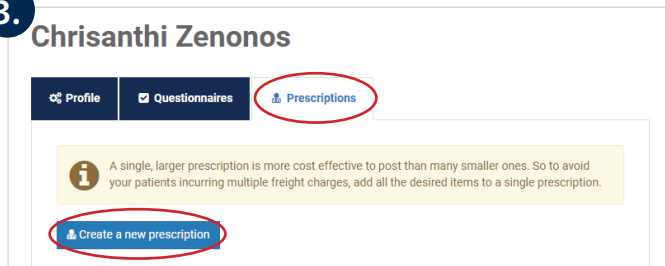 3.
Chrisanthi Zenonos
Profile Questionnaires Prescriptions
A single, larger prescription is more cost effective to post than many smaller ones. So to avoid
your patients incurring multiple freight charges, add all the desired items to a single prescription.
Create a new prescription